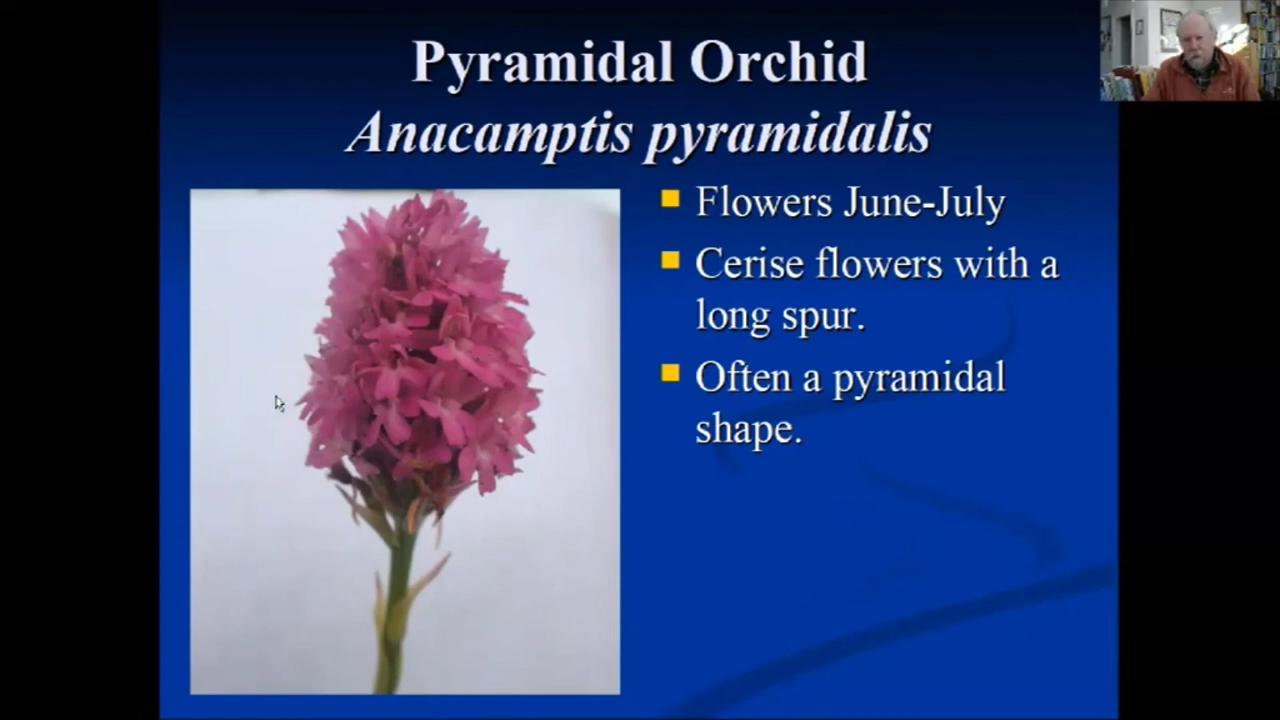 Pyramidal Orchid
Anacamptis pyramidalis
Flowers June-July
Cerise flowers with a
long spur.
Often a pyramidal
shape.